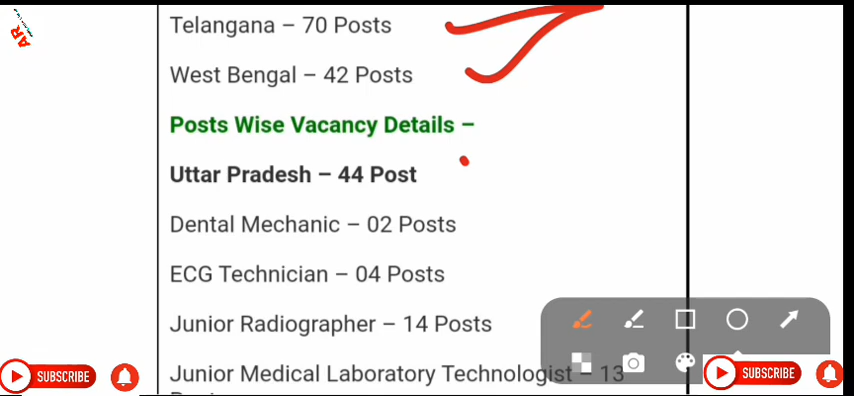 AR
Telangana – 70 Posts
West Bengal – 42 Posts
Posts Wise Vacancy Details –
Uttar Pradesh – 44 Post
Dental Mechanic – 02 Posts
ECG Technician – 04 Posts
Junior Radiographer – 14 Posts
Junior Medical Laboratory Technologist – 13
SUBSCRIBE
SUBSCRIBE